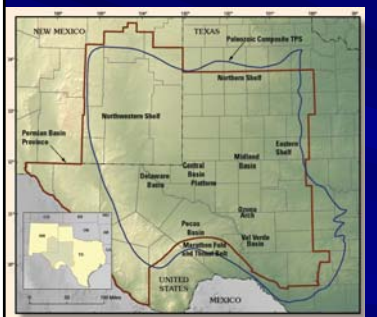 NEW MEXICO
TEXAS
Paleozoic Composite TPS
Northern Shelf
Northwestern Shelf
Permian Basin
Province
Eastern
Shelf
Central
Basin
Platform
Midland
Basin
Delaware
Basin
Ozona
Arch
Pecos
Basin
Val Verde
Basin
Marathon Fold
and Thrust Belt
UNITED
STATES
MEXICO